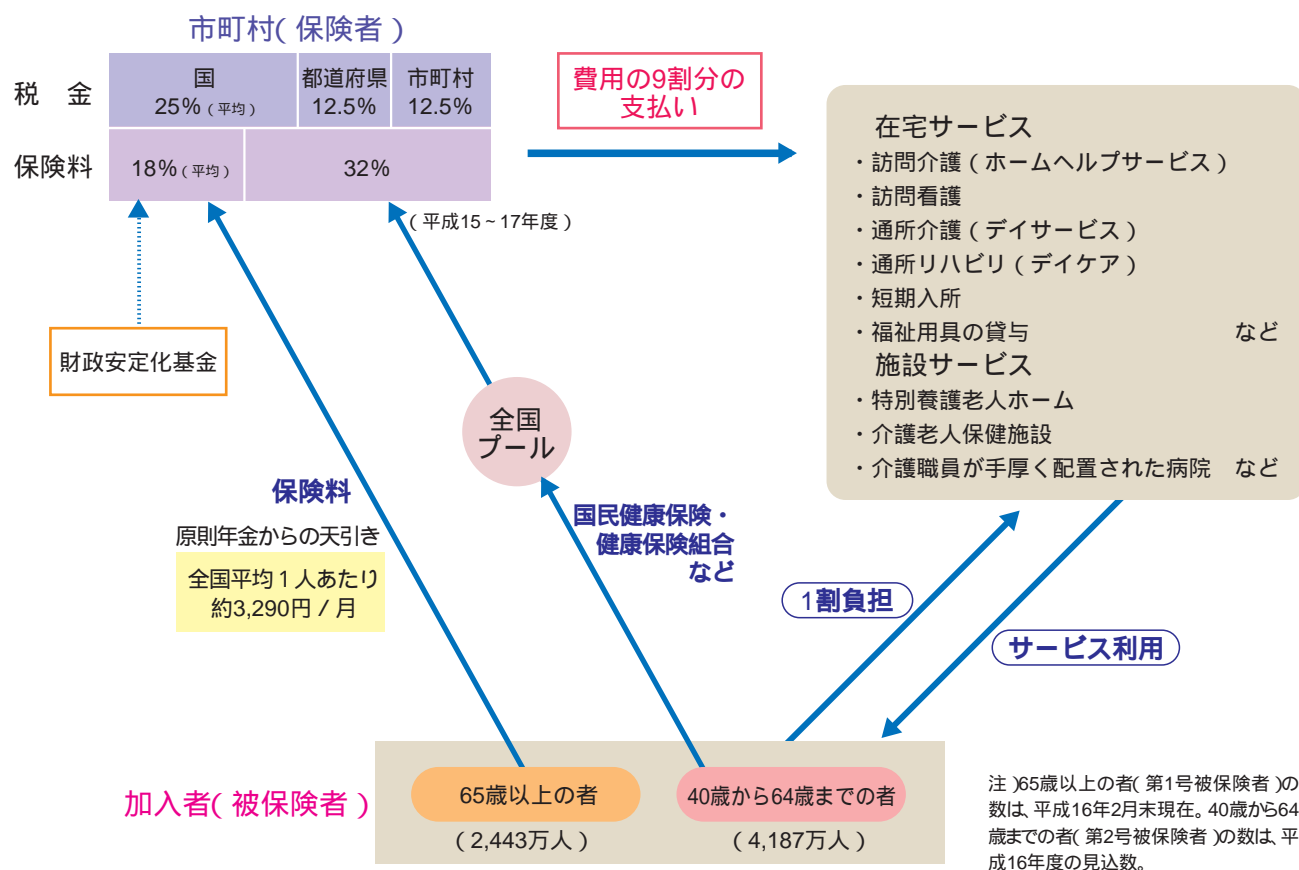 市町村(保険者)
税 金
国
25%(平均)
都道府県
12.5%
市町村
12.5%
保険料
18%(平均)
32%
(平成15~17年度)
費用の9割分の
支払い
財政安定化基金
在宅サービス
・訪問介護(ホームヘルプサービス)
・訪問看護
・通所介護(デイサービス)
・通所リハビリ(デイケア)
・短期入所
・福祉用具の貸与 など
施設サービス
・特別養護老人ホーム
・介護老人保健施設
・介護職員が手厚く配置された病院 など
全国
プール
保険料
原則年金からの天引き
全国平均1人あたり
約3,290円/月
国民健康保険・
健康保険組合
など
1割負担
サービス利用
加入者(被保険者)
65歳以上の者
(2,443万人)
40歳から64歳までの者
(4,187万人)
注)65歳以上の者(第1号被保険者)の
数は、平成16年2月末現在。40歳から64
歳までの者(第2号被保険者)の数は、平
成16年度の見込数。